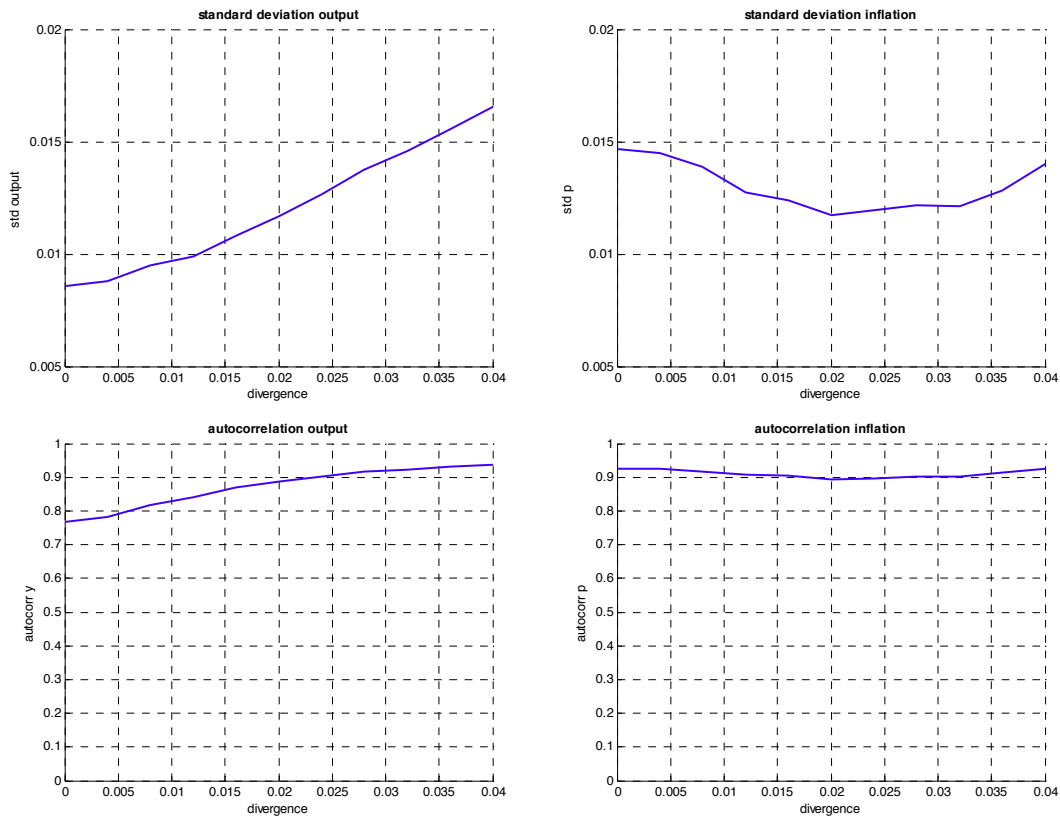 standard deviation output
0.02
0.015
0.01
0.005
std output
0 0.005 0.01 0.015 0.02 0.025 0.03 0.035 0.04
divergence
standard deviation inflation
0.02
0.015
0.01
0.005
std p
0 0.005 0.01 0.015 0.02 0.025 0.03 0.035 0.04
divergence
autocorrelation output
1
0.9
0.8
0.7
0.6
0.5
0.4
0.3
0.2
0.1
0
autocorr y
0 0.005 0.01 0.015 0.02 0.025 0.03 0.035 0.04
divergence
autocorrelation inflation
1
0.9
0.8
0.7
0.6
0.5
0.4
0.3
0.2
0.1
0
autocorr p
0 0.005 0.01 0.015 0.02 0.025 0.03 0.035 0.04
divergence